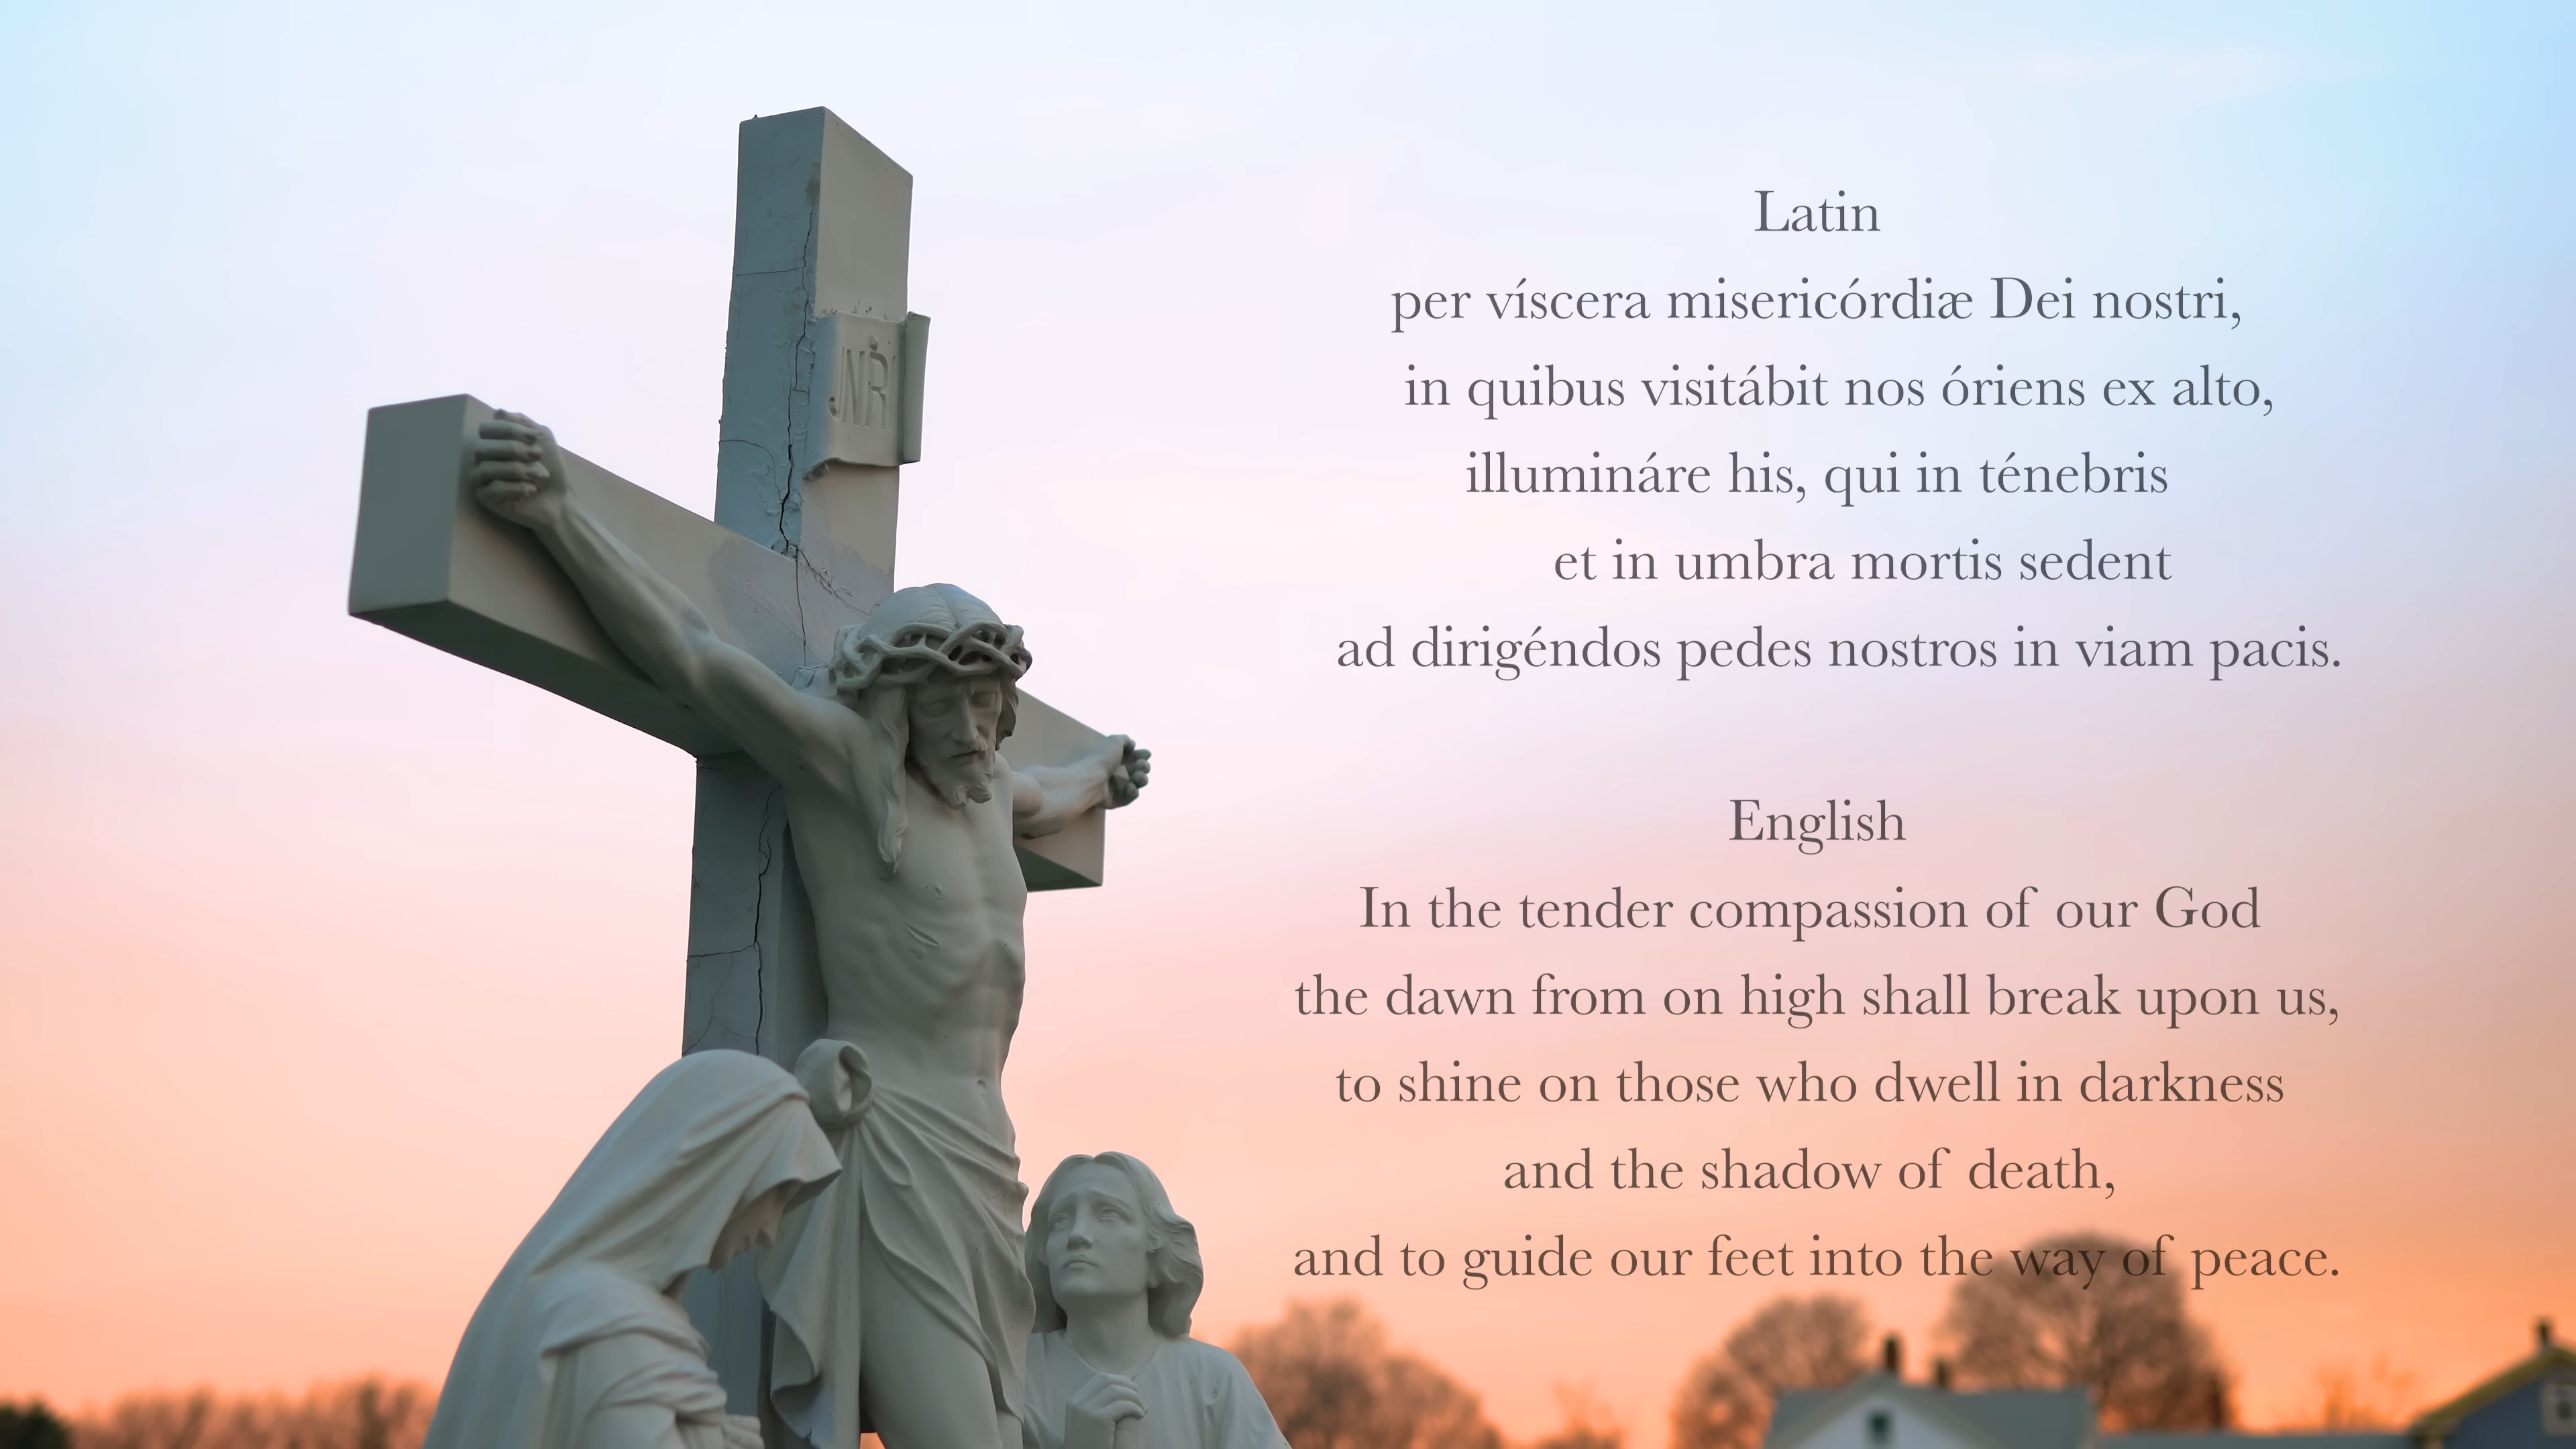 JNRI
Latin
per víscera misericórdiæ Dei nostri,
in quibus visitábit nos óriens ex alto,
illumináre his, qui in ténebris
et in umbra mortis sedent
ad dirigéndos pedes nostros in viam pacis.
English
In the tender compassion of our God
the dawn from on high shall break upon us,
to shine on those who dwell in darkness
and the shadow of death,
and to guide our feet into the way of peace.